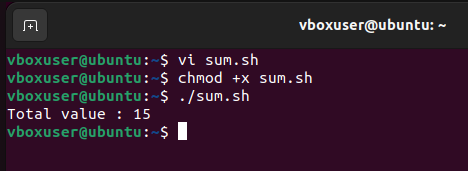 vboxuser@ubuntu: ~
vboxuser@ubuntu:~$ vi sum.sh
vboxuser@ubuntu:~$ chmod +x sum.sh
vboxuser@ubuntu:~$ ./sum.sh
Total value : 15
vboxuser@ubuntu:~$